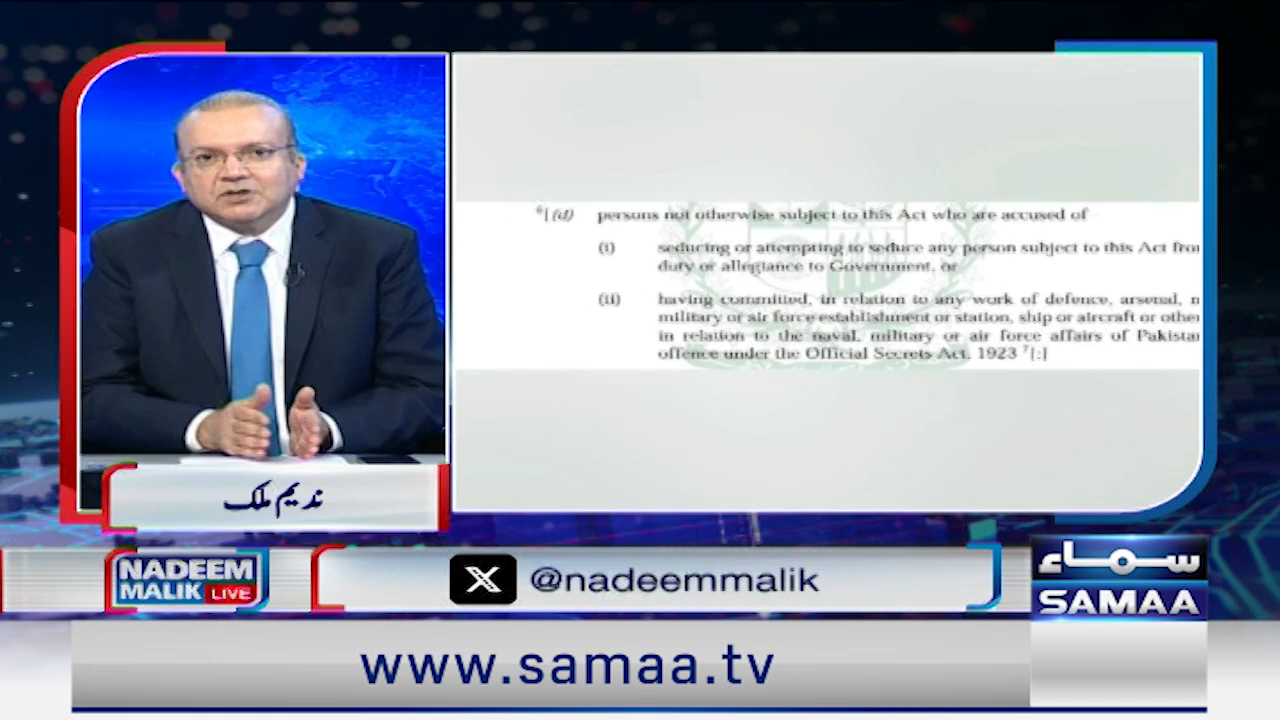 ⁶[(d) persons not otherwise subject to this Act who are accused of
(i) seducing or attempting to seduce any person subject to this Act from
duty or allegiance to Government, or
(ii) having committed, in relation to any work of defence, arsenal, n
military or air force establishment or station, ship or aircraft or other
in relation to the naval, military or air force affairs of Pakistan
offence under the Official Secrets Act, 1923 ⁷[:]
ندیم ملک
NADEEM
MALIK LIVE
X @nadeemmalik
سماء
SAMAA
www.samaa.tv